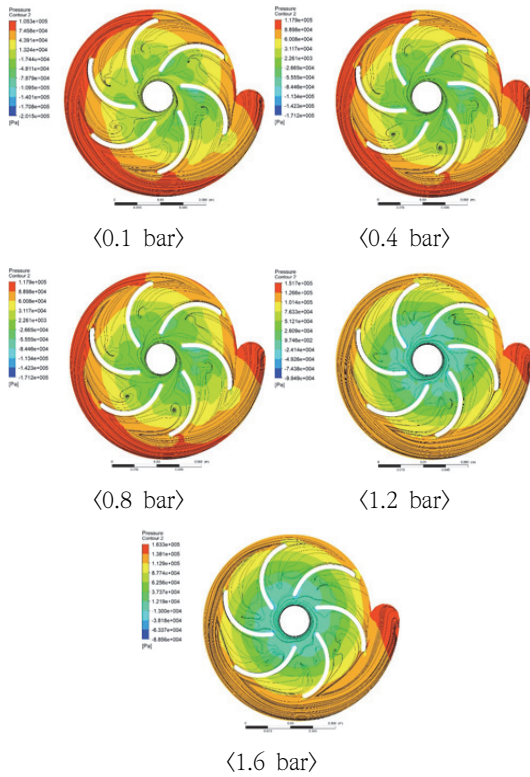 Pressure
Contour 2
1.053e+005
7.468e+004
4.391e+004
1.324e+004
-1.744e+004
-4.811e+004
-7.879e+004
-1.095e+005
-1.401e+005
-1.708e+005
-2.015e+005
[Pa]
〈0.1 bar〉
Pressure
Contour 2
1.179e+005
8.898e+004
6.008e+004
3.117e+004
2.261e+003
-2.665e+004
-5.555e+004
-8.446e+004
-1.134e+005
-1.423e+005
-1.712e+005
[Pa]
〈0.4 bar〉
Pressure
Contour 2
1.179e+005
8.898e+004
6.008e+004
3.117e+004
2.261e+003
-2.665e+004
-5.555e+004
-8.446e+004
-1.134e+005
-1.423e+005
-1.712e+005
[Pa]
〈0.8 bar〉
Pressure
Contour 2
1.517e+005
1.266e+005
1.014e+005
7.633e+004
5.121e+004
2.609e+004
9.746e+002
-2.414e+004
-4.926e+004
-7.438e+004
-9.949e+004
[Pa]
〈1.2 bar〉
Pressure
Contour 2
1.633e+005
1.381e+005
1.129e+005
8.774e+004
6.256e+004
3.737e+004
1.219e+004
-1.300e+004
-3.818e+004
-6.337e+004
-8.856e+004
[Pa]
〈1.6 bar〉